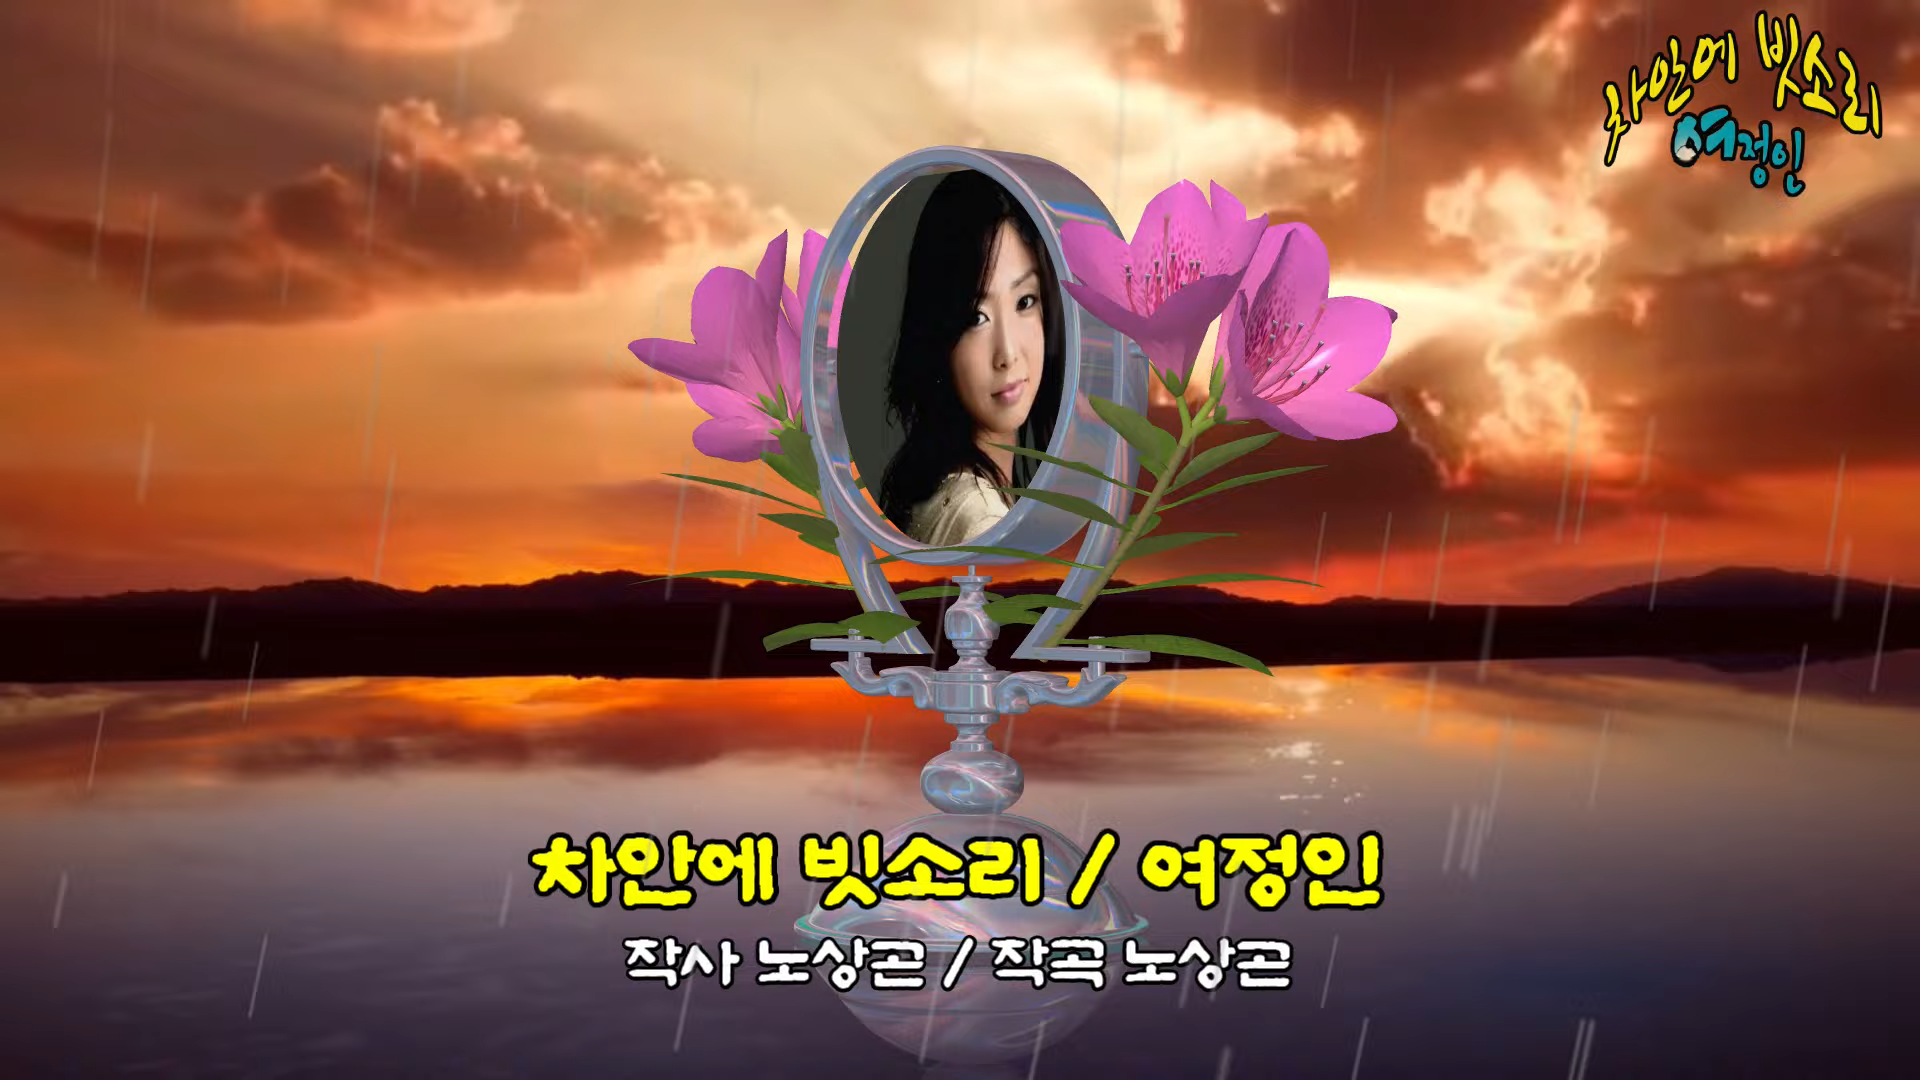 차안에 빗소리
여정인
차안에 빗소리 / 여정인
작사 노상곤 / 작곡 노상곤